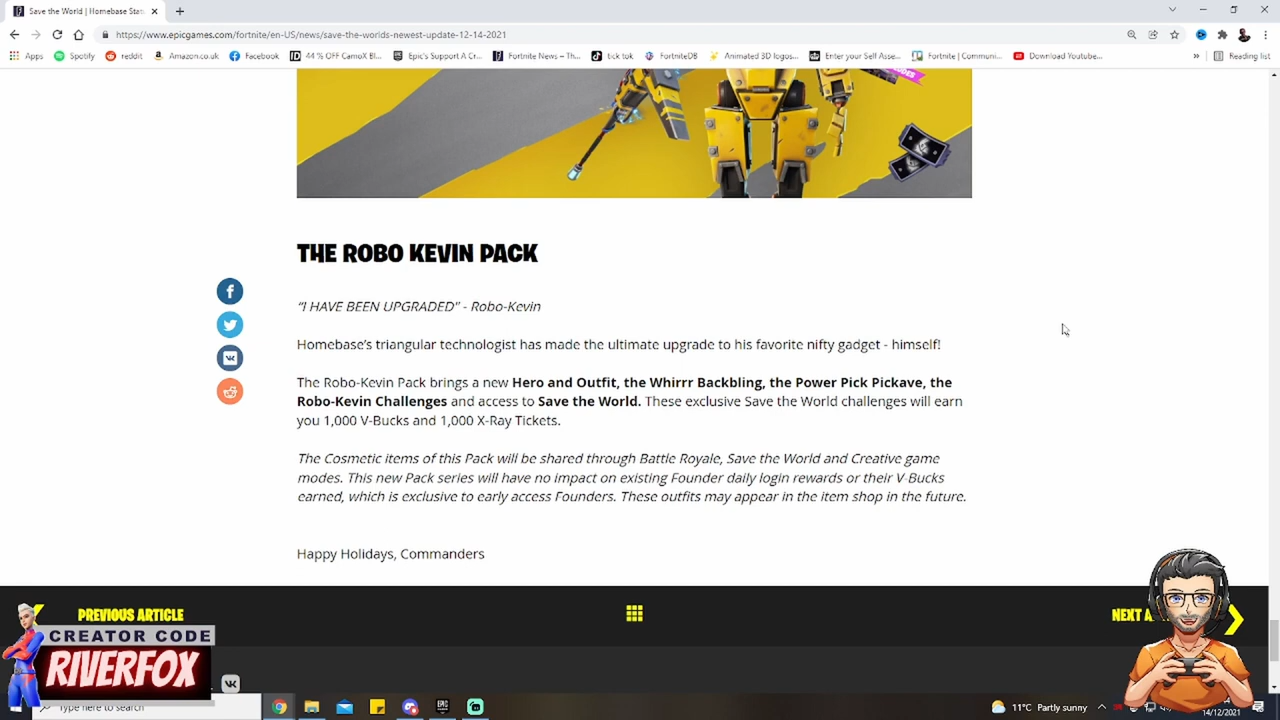 Save the World | Homebase Stat
https://www.epicgames.com/fortnite/en-US/news/save-the-worlds-newest-update-12-14-2021
Apps Spotify reddit Amazon.co.uk Facebook 44 % OFF CamoX Bl... Epic's Support A Cr... Fortnite News – Th... tick tok FortniteDB Animated 3D logos... Enter your Self Asse... Fortnite | Communi... Download Youtube... » Reading list
THE ROBO KEVIN PACK
“I HAVE BEEN UPGRADED” - Robo-Kevin
Homebase’s triangular technologist has made the ultimate upgrade to his favorite nifty gadget - himself!
The Robo-Kevin Pack brings a new Hero and Outfit, the Whirrr Backbling, the Power Pick Pickaxe, the
Robo-Kevin Challenges and access to Save the World. These exclusive Save the World challenges will earn
you 1,000 V-Bucks and 1,000 X-Ray Tickets.
The Cosmetic items of this Pack will be shared through Battle Royale, Save the World and Creative game
modes. This new Pack series will have no impact on existing Founder daily login rewards or their V-Bucks
earned, which is exclusive to early access Founders. These outfits may appear in the item shop in the future.
Happy Holidays, Commanders
PREVIOUS ARTICLE
NEXT
CREATOR CODE
RIVERFOX
Type here to search
11°C Partly sunny
14/12/2021